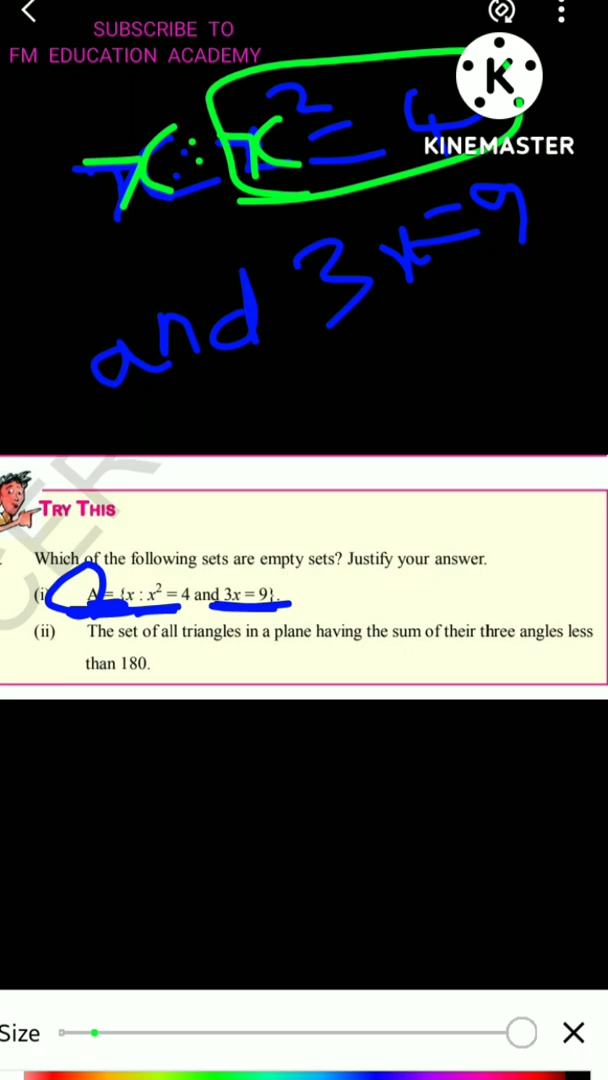 SUBSCRIBE TO
FM EDUCATION ACADEMY
K
KINEMASTER
x : x² = 4
and 3x=9
TRY THIS
Which of the following sets are empty sets? Justify your answer.
(i) A = {x : x² = 4 and 3x = 9}.
(ii) The set of all triangles in a plane having the sum of their three angles less
than 180.
Size